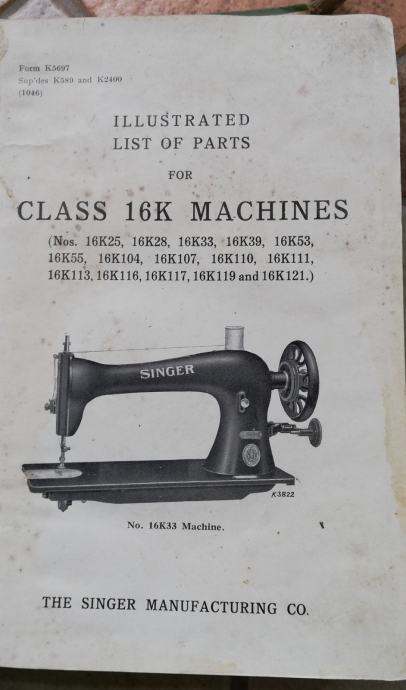 Form K5697
Sup'des K589 and K2400
(1046)
ILLUSTRATED
LIST OF PARTS
FOR
CLASS 16K MACHINES
(Nos. 16K25, 16K28, 16K33, 16K39, 16K53,
16K55, 16K104, 16K107, 16K110, 16K111,
16K113, 16K116, 16K117, 16K119 and 16K121.)
SINGER
K3822
No. 16K33 Machine.
THE SINGER MANUFACTURING CO.